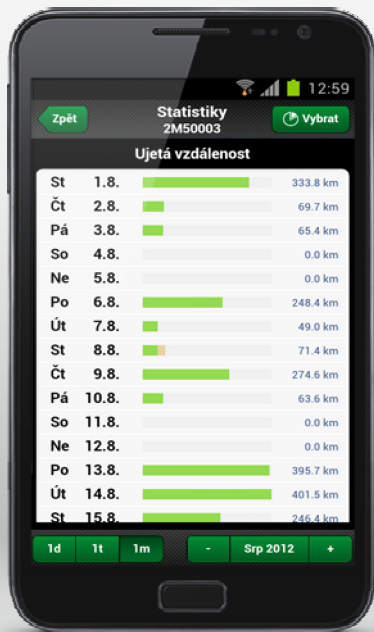 12:59
Zpět
Statistiky
2M50003
Vybrat
Ujetá vzdálenost
St 1.8. 333.8 km
Čt 2.8. 69.7 km
Pá 3.8. 65.4 km
So 4.8. 0.0 km
Ne 5.8. 0.0 km
Po 6.8. 248.4 km
Út 7.8. 49.0 km
St 8.8. 71.4 km
Čt 9.8. 274.6 km
Pá 10.8. 63.6 km
So 11.8. 0.0 km
Ne 12.8. 0.0 km
Po 13.8. 395.7 km
Út 14.8. 401.5 km
St 15.8. 246.4 km
1d 1t 1m - Srp 2012 +